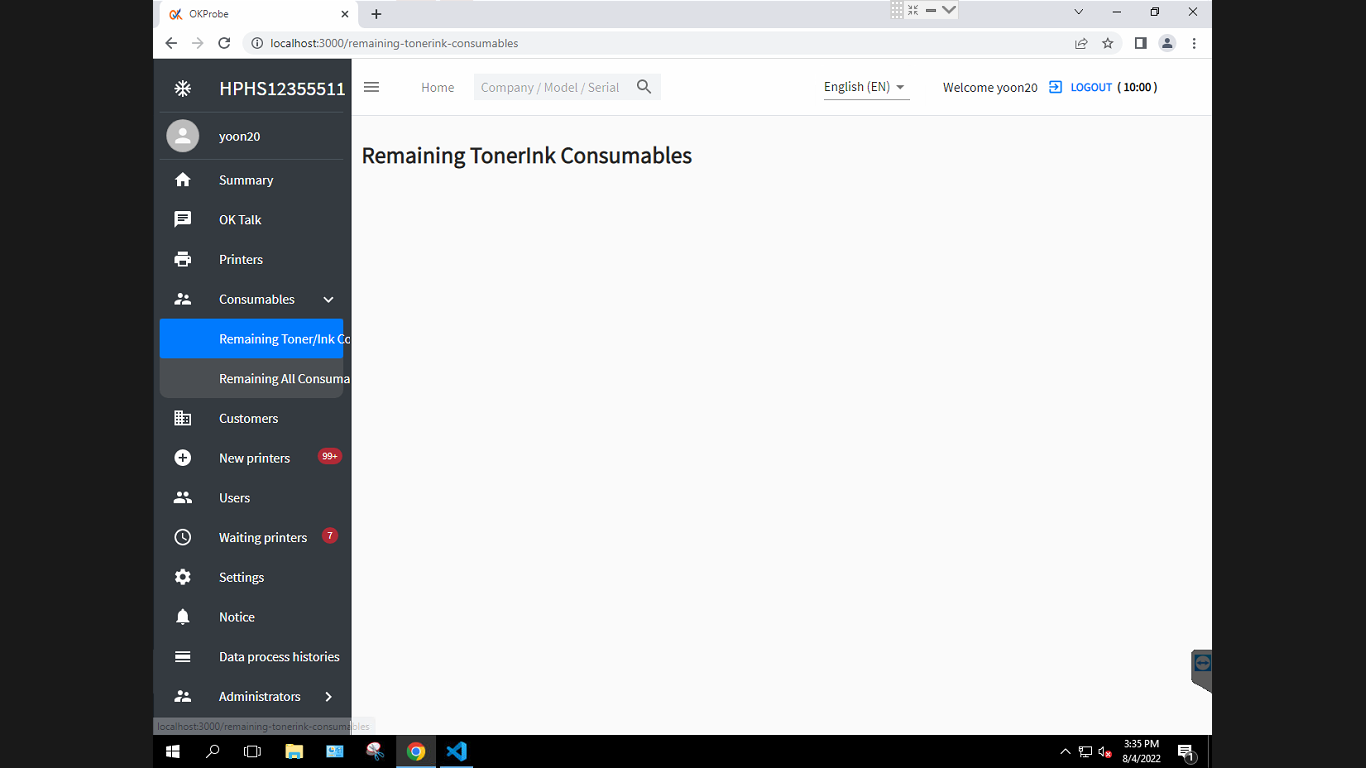 OKProbe
localhost:3000/remaining-tonerink-consumables
HPHS12355511
Home
Company / Model / Serial
English (EN)
Welcome yoon20
LOGOUT
( 10:00 )
yoon20
Remaining TonerInk Consumables
Summary
OK Talk
Printers
Consumables
Remaining Toner/Ink Co
Remaining All Consuma
Customers
New printers
99+
Users
Waiting printers
7
Settings
Notice
Data process histories
Administrators
localhost:3000/remaining-tonerink-consumables
3:35 PM
8/4/2022
1